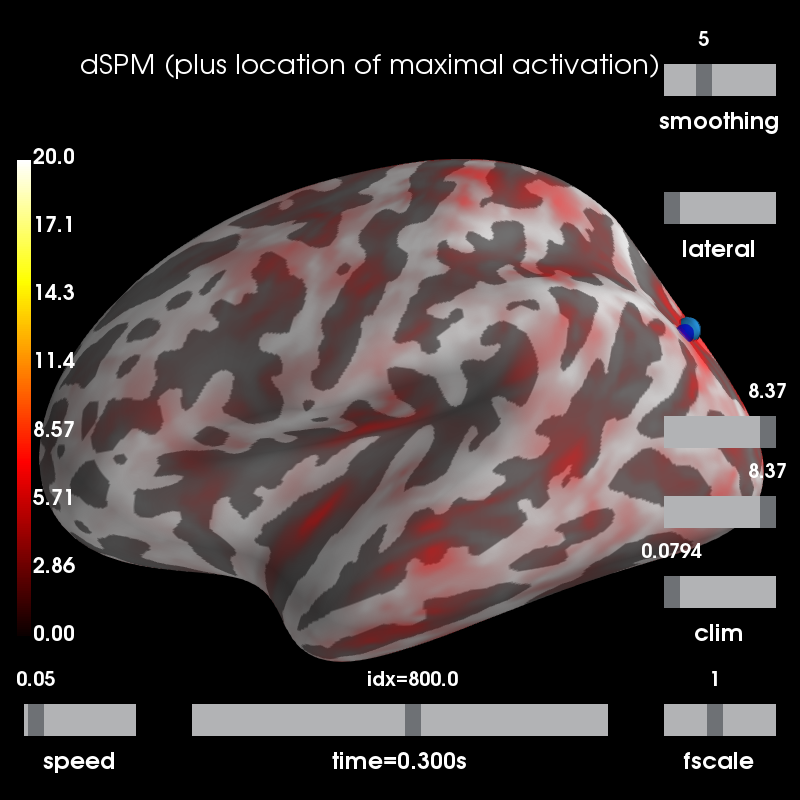 5
dSPM (plus location of maximal activation)
smoothing
lateral
20.0
17.1
14.3
11.4
8.57
5.71
2.86
0.00
8.37
8.37
0.0794
clim
0.05
idx=800.0
1
speed
time=0.300s
fscale